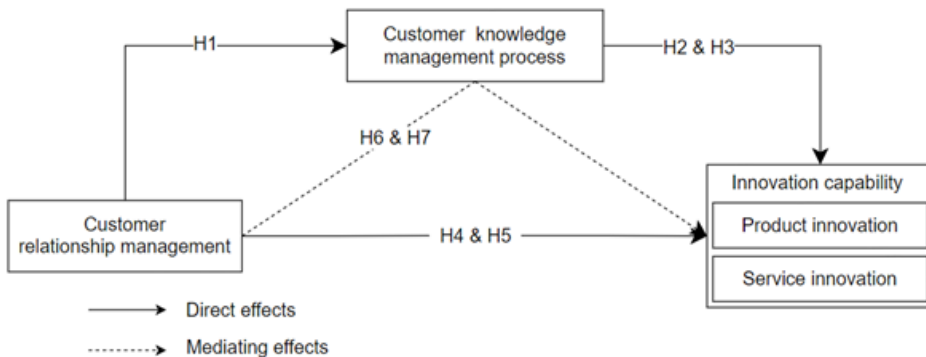 Customer knowledge
management process
H1
H2 & H3
H6 & H7
Innovation capability
Product innovation
Service innovation
Customer
relationship management
H4 & H5
Direct effects
Mediating effects